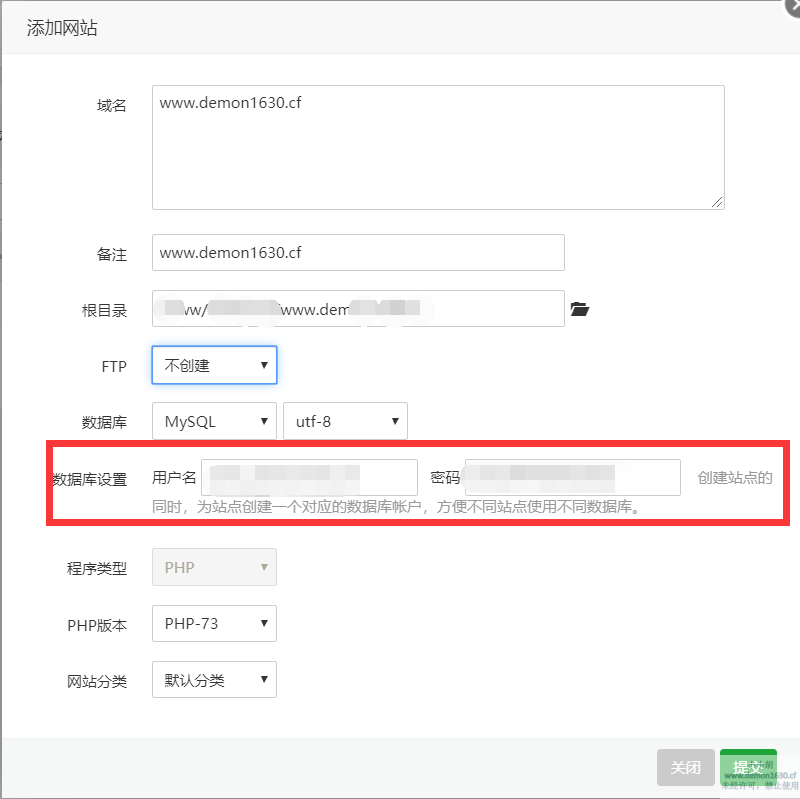 添加网站
域名
www.demon1630.cf
备注
www.demon1630.cf
根目录
ww/
/www.dem
FTP
不创建
数据库
MySQL
utf-8
数据库设置
用户名
密码
创建站点的
同时，为站点创建一个对应的数据库帐户，方便不同站点使用不同数据库。
程序类型
PHP
PHP版本
PHP-73
网站分类
默认分类
关闭
提交
www.demon1630.cf
未经许可，禁止使用